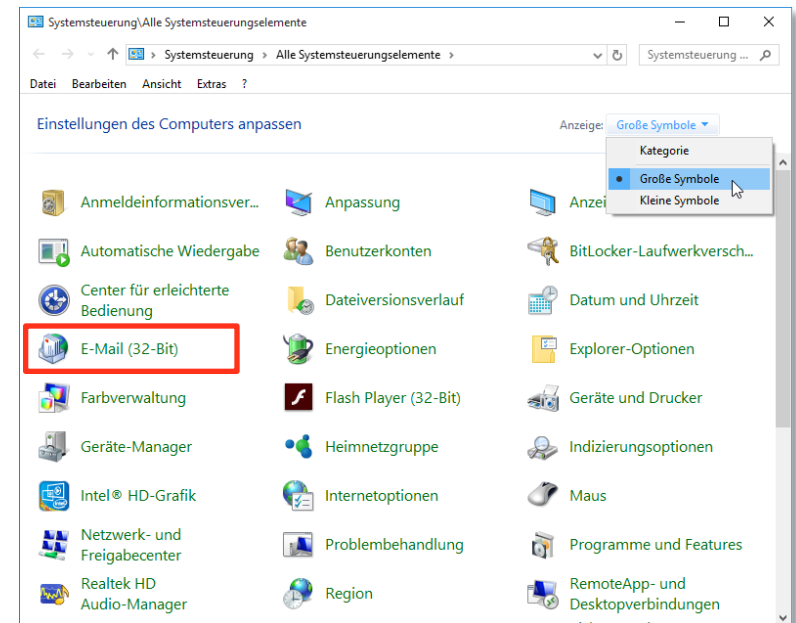 Systemsteuerung\Alle Systemsteuerungselemente
Systemsteuerung > Alle Systemsteuerungselemente >
Systemsteuerung ...
Datei Bearbeiten Ansicht Extras ?
Einstellungen des Computers anpassen
Anzeige: Große Symbole
Kategorie
Große Symbole
Kleine Symbole
Anmeldeinformationsver...
Anpassung
Automatische Wiedergabe
Benutzerkonten
BitLocker-Laufwerkversch...
Center für erleichterte
Bedienung
Dateiversionsverlauf
Datum und Uhrzeit
E-Mail (32-Bit)
Energieoptionen
Explorer-Optionen
Farbverwaltung
Flash Player (32-Bit)
Geräte und Drucker
Geräte-Manager
Heimnetzgruppe
Indizierungsoptionen
Intel® HD-Grafik
Internetoptionen
Maus
Netzwerk- und
Freigabecenter
Problembehandlung
Programme und Features
Realtek HD
Audio-Manager
Region
RemoteApp- und
Desktopverbindungen